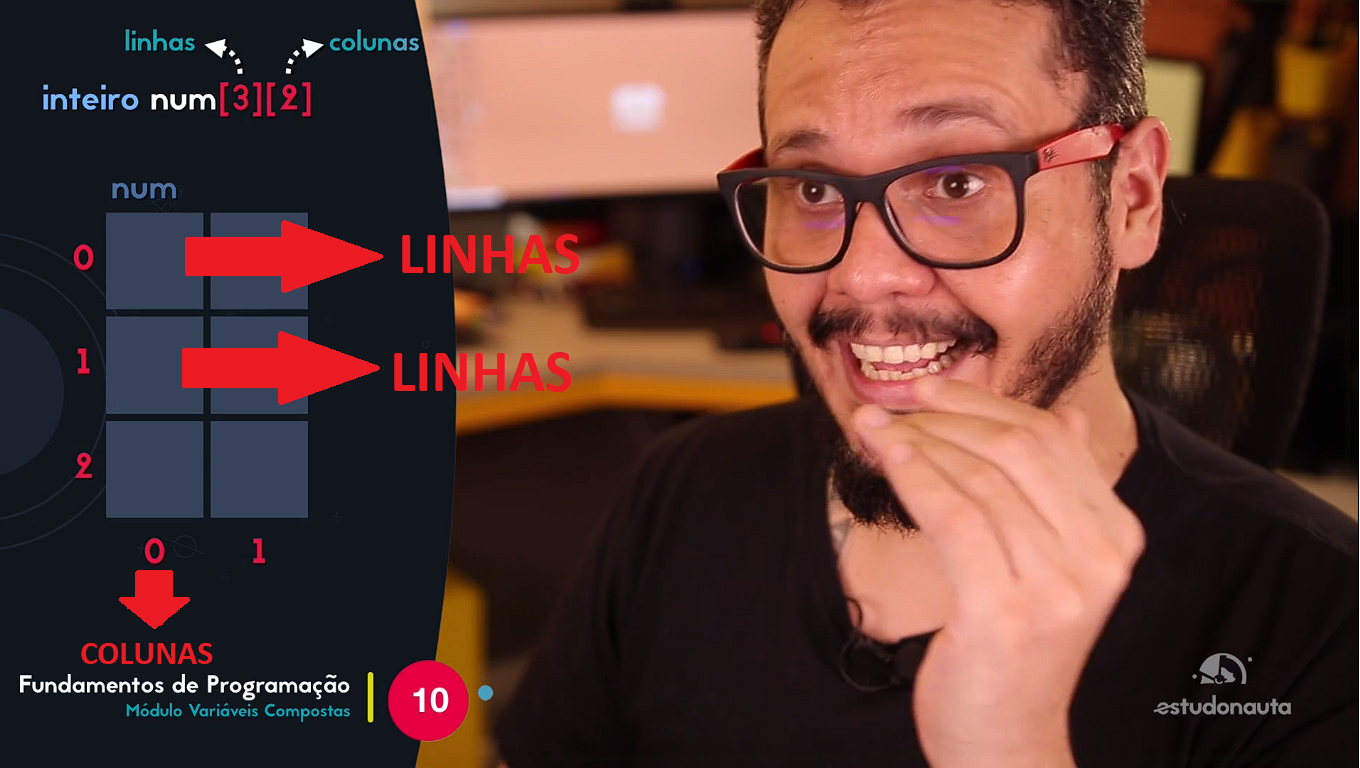 linhas colunas
inteiro num[3][2]
num
0 LINHAS
1 LINHAS
2
0 1
COLUNAS
Fundamentos de Programação
Módulo Variáveis Compostas
10
estudonauta